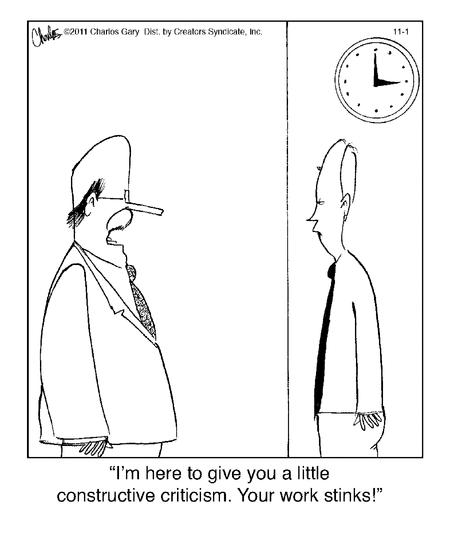 Charles ©2011 Charlos Gary Dist. by Creators Syndicate, Inc. 11-1
“I’m here to give you a little
constructive criticism. Your work stinks!”